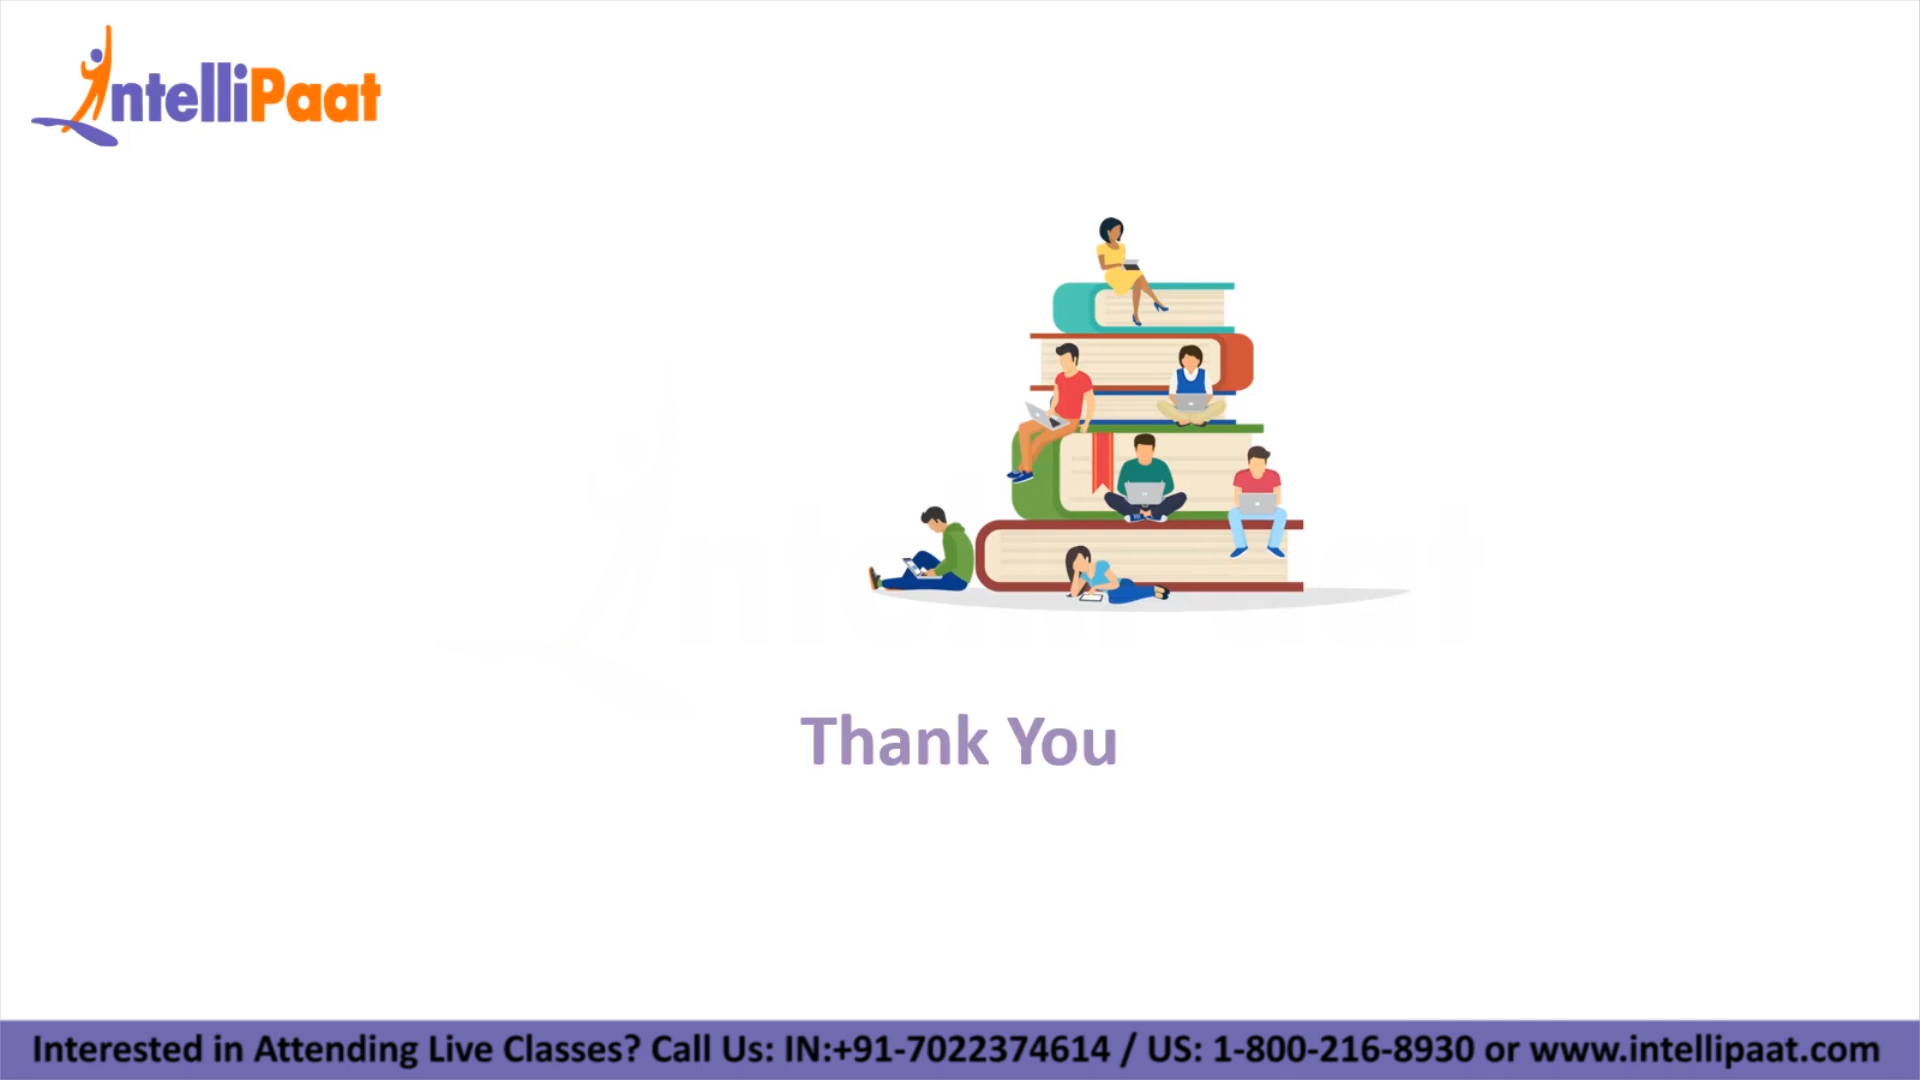 IntelliPaat
Thank You
Interested in Attending Live Classes? Call Us: IN:+91-7022374614 / US: 1-800-216-8930 or www.intellipaat.com